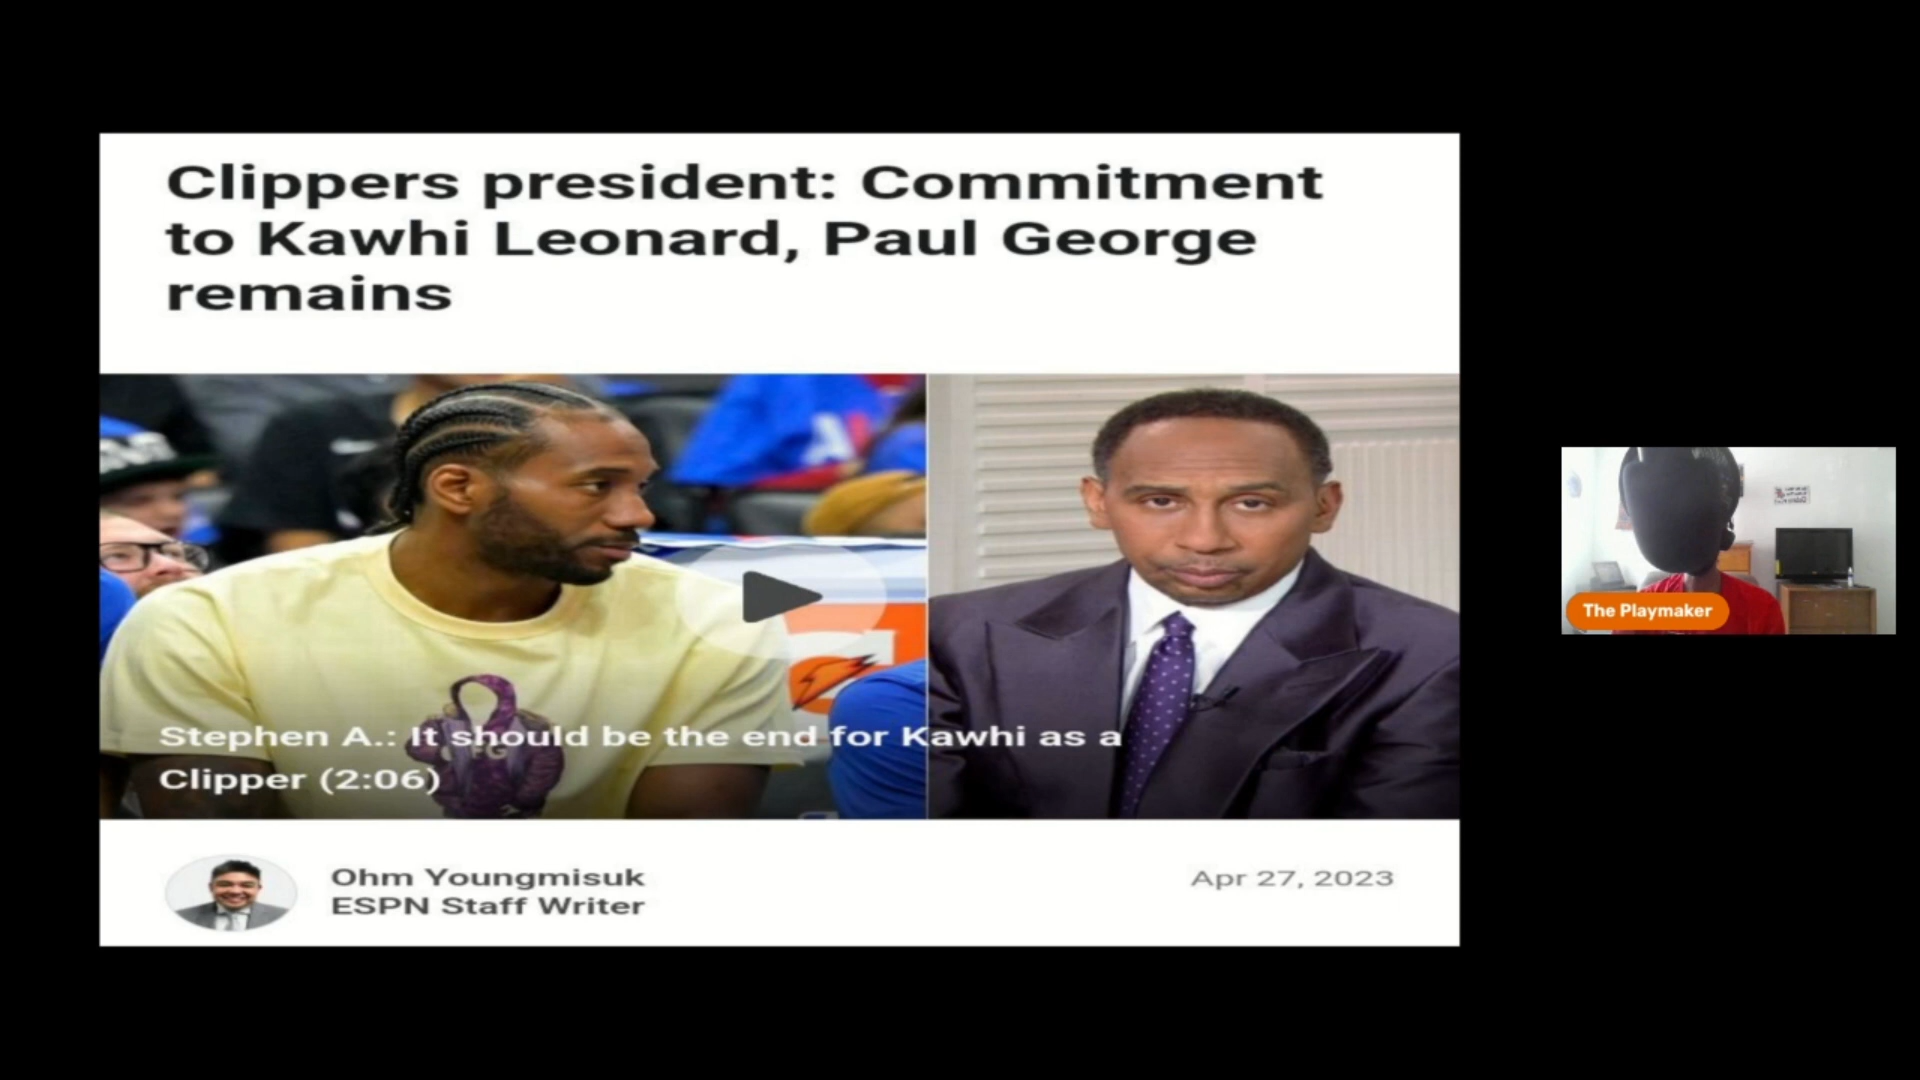 Clippers president: Commitment
to Kawhi Leonard, Paul George
remains
Stephen A.: It should be the end for Kawhi as a
Clipper (2:06)
Ohm Youngmisuk
ESPN Staff Writer
Apr 27, 2023
The Playmaker